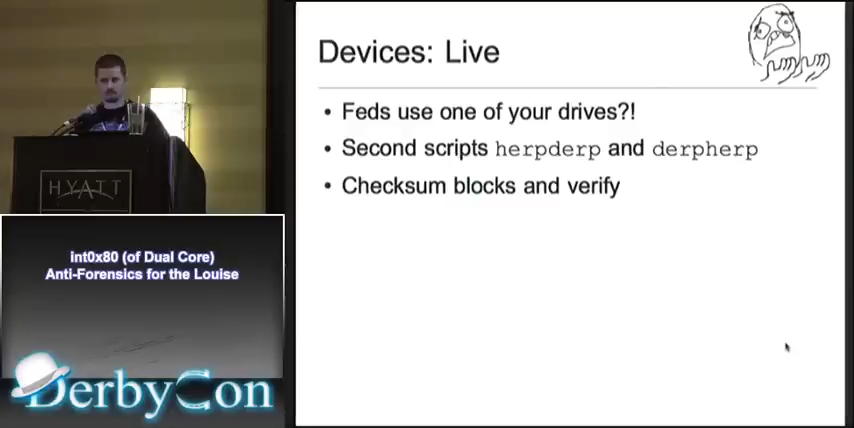 Devices: Live
• Feds use one of your drives?!
• Second scripts herpderp and derpherp
• Checksum blocks and verify
HYATT
int0x80 (of Dual Core)
Anti-Forensics for the Louise
DerbyCon